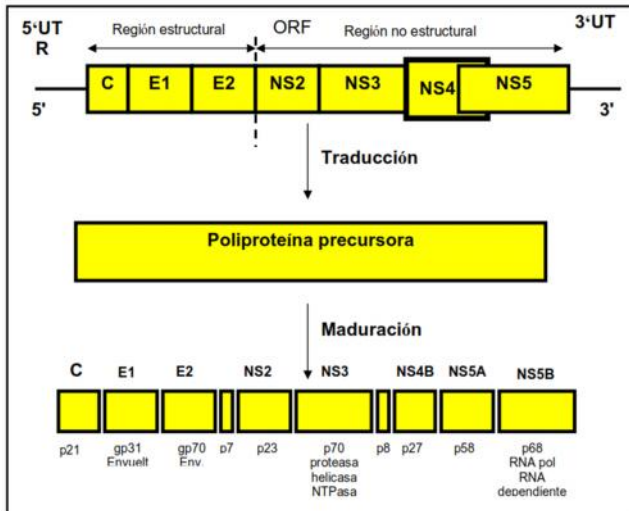 5'UT R
Región estructural
ORF
Región no estructural
3'UT
C E1 E2 NS2 NS3 NS4 NS5
5' 3'
Traducción
Poliproteína precursora
Maduración
C E1 E2 NS2 NS3 NS4B NS5A NS5B
p21 gp31 gp70 p7 p23 p70 p8 p27 p58 p68
Envuelt Env. proteasa RNA pol
helicasa RNA
NTPasa dependiente